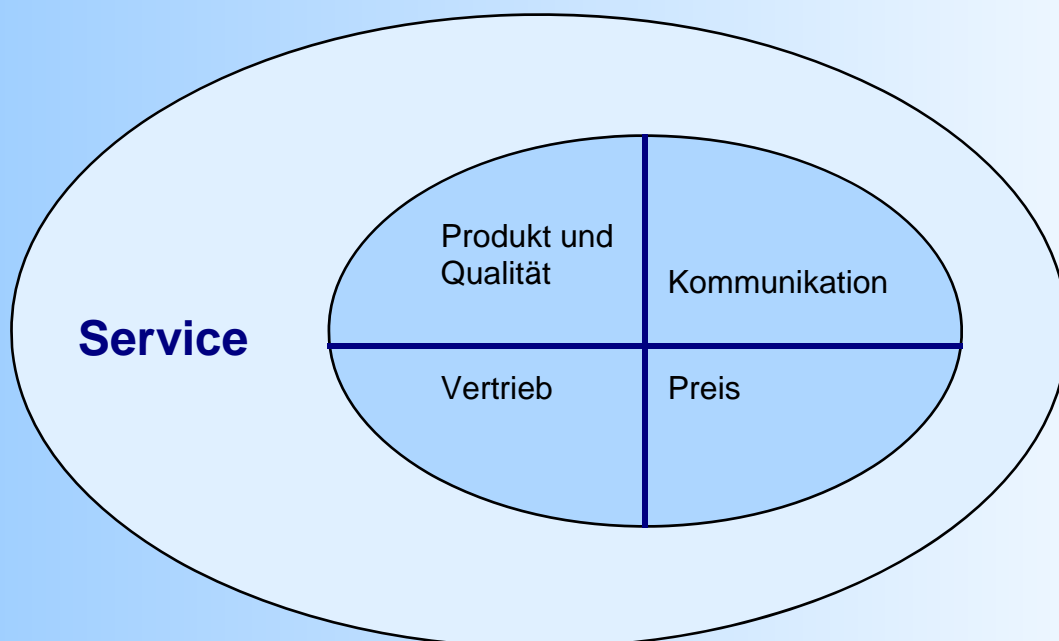 Produkt und
Qualität
Kommunikation
Service
Vertrieb
Preis